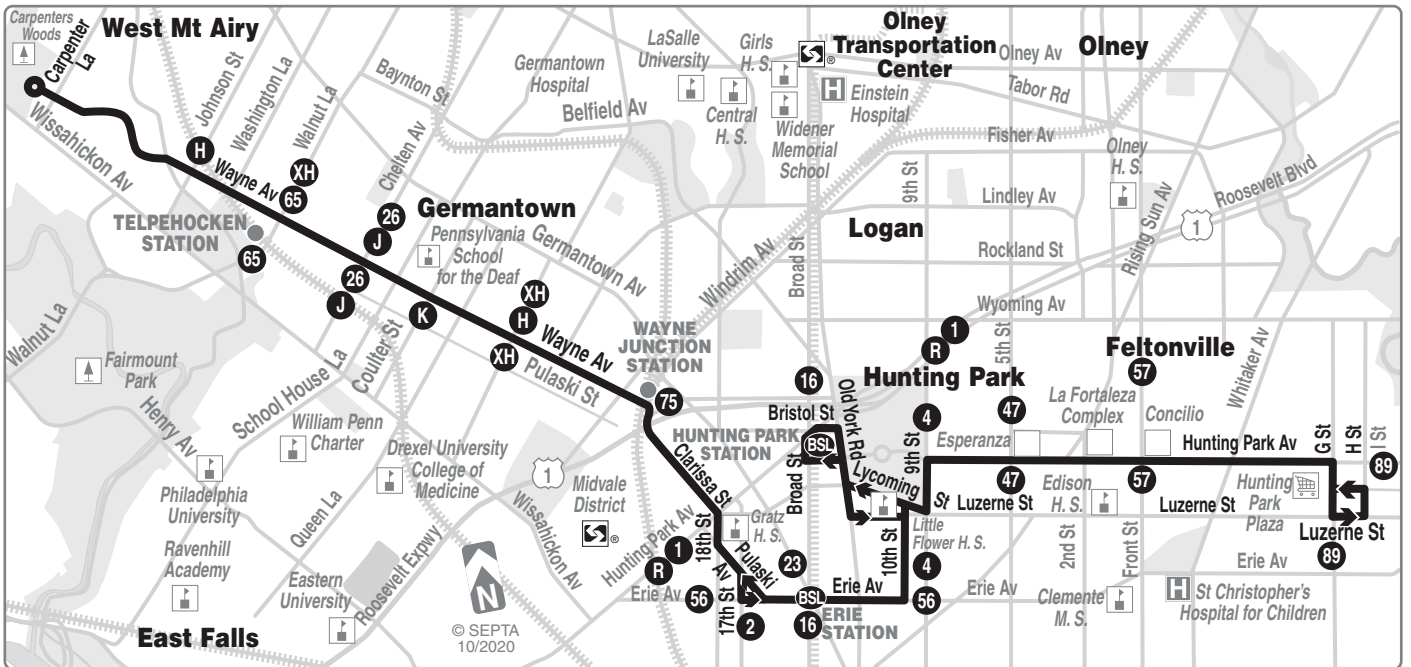 Carpenters
Woods
West Mt Airy
Carpenter
La
Wissahickon Av
Johnson St
Washington La
Walnut La
Baynton St
Chelten Av
Germantown
Hospital
Belfield Av
LaSalle
University
Girls
H. S.
Central
H. S.
Widener
Memorial
School
®
Olney
Transportation
Center
H
Einstein
Hospital
Olney
Olney Av
Tabor Rd
Fisher Av
Olney
H. S.
9th St
Lindley Av
Rising Sun Av
Roosevelt Blvd
1
H
Wayne Av
XH
65
TELPEHOCKEN
STATION
65
26
J
26
J
K
Germantown
Pennsylvania
School
for the Deaf
Germantown Av
XH
H
XH
Wayne Av
Pulaski St
Windrim Av
Broad St
Logan
Rockland St
Wyoming Av
Walnut La
Fairmount
Park
Henry Av
School House La
Coulter St
William Penn
Charter
WAYNE
JUNCTION
STATION
75
1
R
5th St
Feltonville
57
Whitaker Av
16
Hunting Park
Old York Rd
Bristol St
HUNTING PARK
STATION
BSL
Broad St
Lycoming
St
9th St
4
47
Esperanza
La Fortaleza
Complex
Concilio
Hunting Park Av
G St
H St
I St
89
47
57
Luzerne St
Edison
H. S.
Luzerne St
Hunting
Park
Plaza
Luzerne St
89
Philadelphia
University
Drexel University
College of
Medicine
1
Midvale
District
®
Clarissa St
18th St
Gratz
H. S.
Pulaski
Av
Queen La
Wissahickon Av
Hunting Park Av
1
R
Ravenhill
Academy
Eastern
University
Roosevelt Expwy
N
© SEPTA
10/2020
Erie Av
56
17th St
2
23
BSL
16
ERIE
STATION
Erie Av
10th St
Little
Flower H. S.
4
56
Erie Av
2nd St
Front St
Clemente
M. S.
Erie Av
H
St Christopher's
Hospital for Children
East Falls